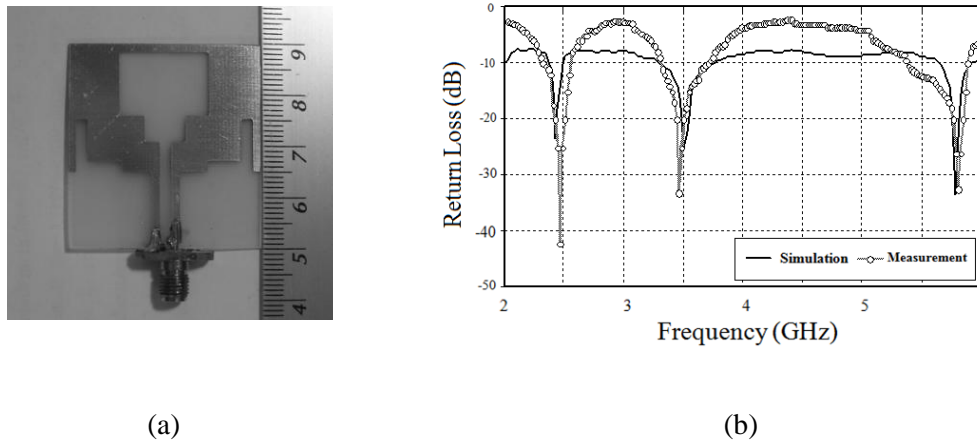 9
8
7
6
5
4
0
-10
-20
-30
-40
-50
Return Loss (dB)
Simulation
Measurement
2
3
4
5
Frequency (GHz)
(a)
(b)